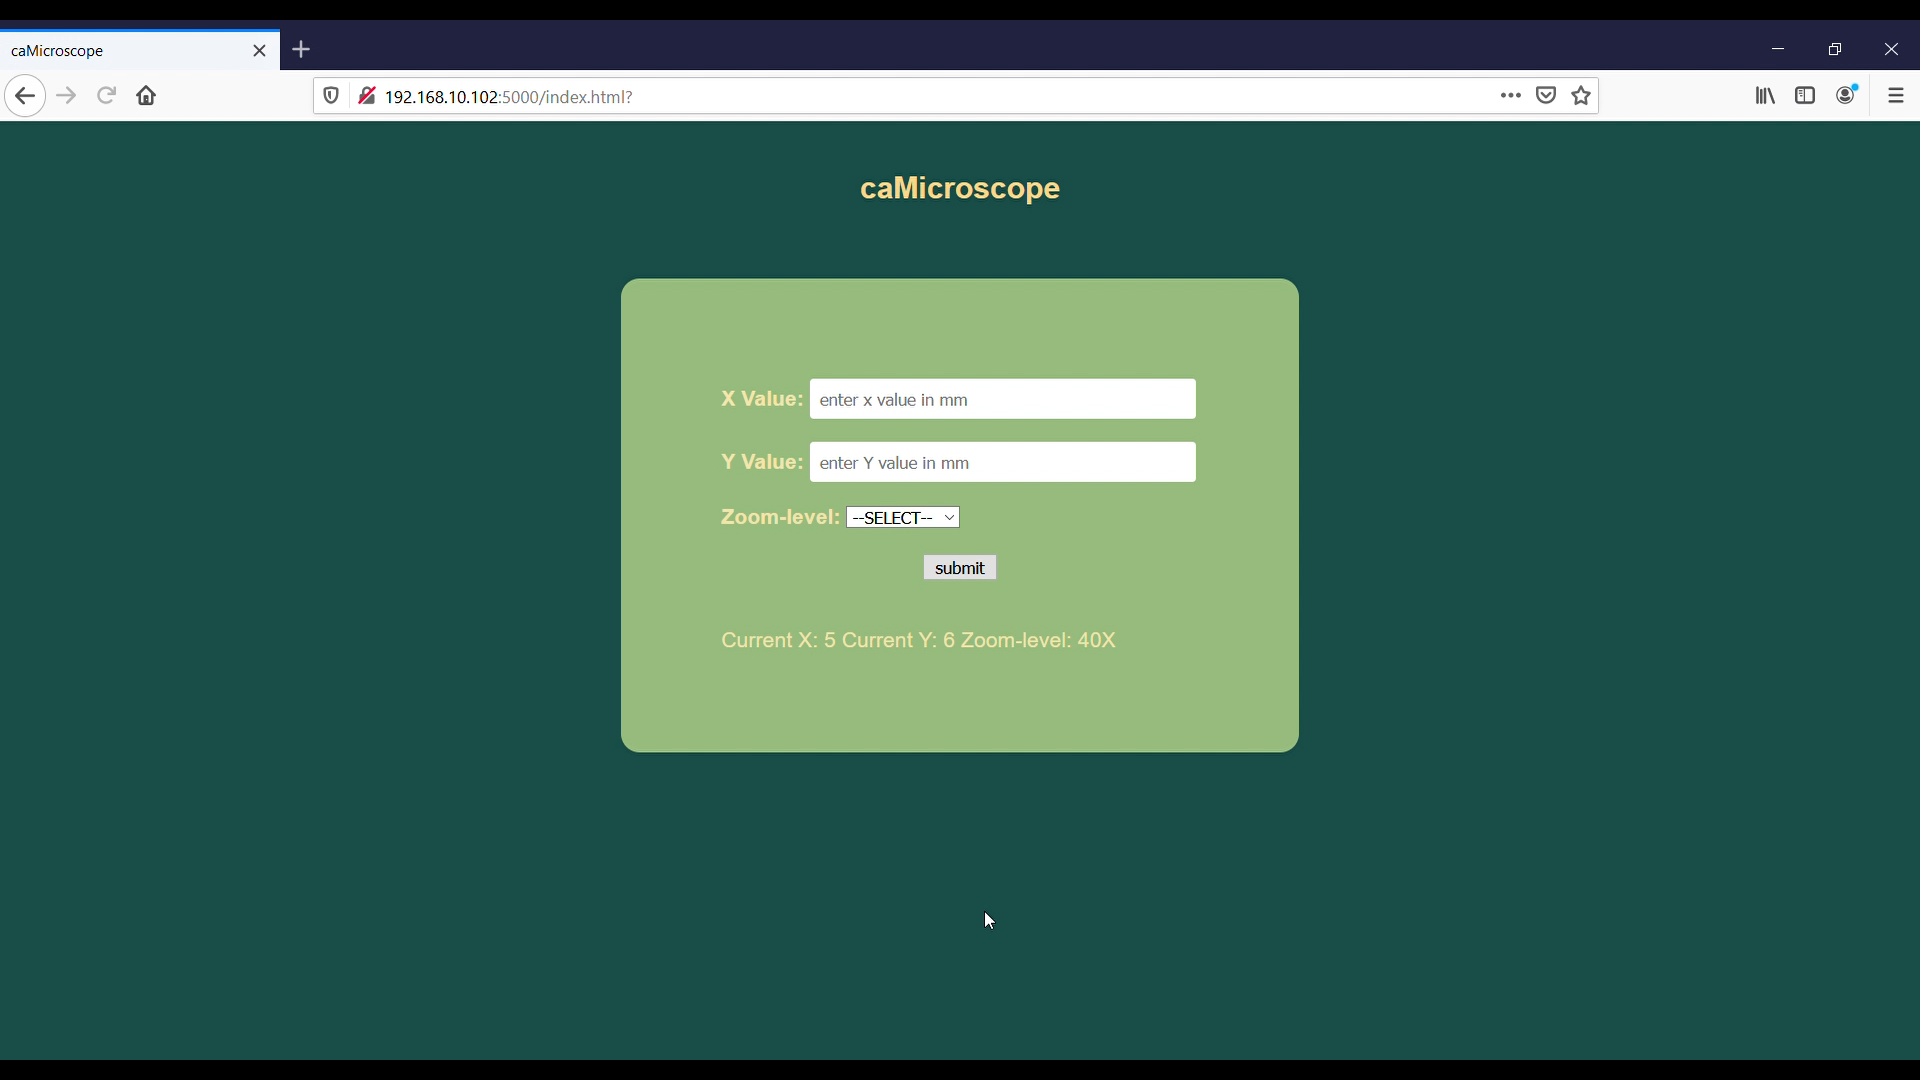 caMicroscope
192.168.10.102:5000/index.html?
caMicroscope
X Value: enter x value in mm
Y Value: enter Y value in mm
Zoom-level: --SELECT--
submit
Current X: 5 Current Y: 6 Zoom-level: 40X